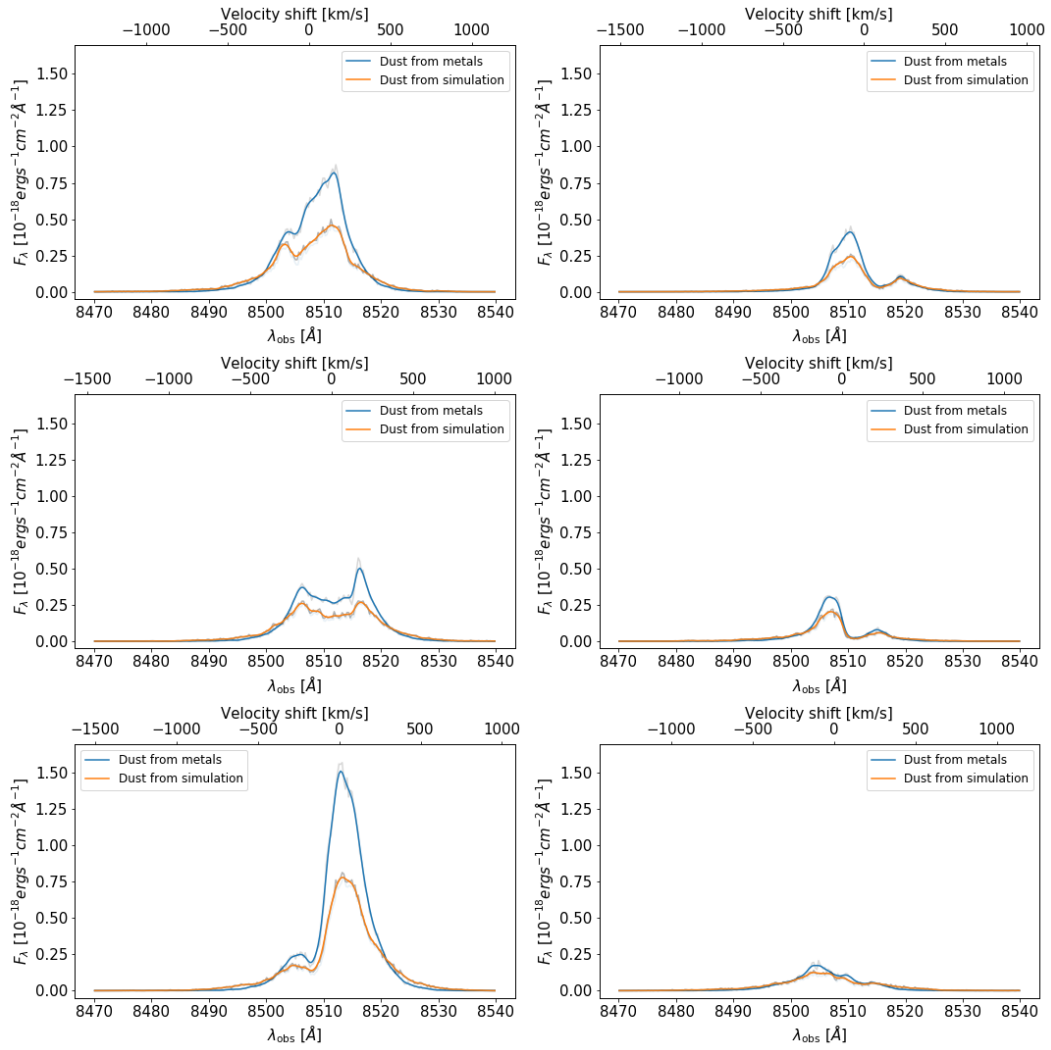 Velocity shift [km/s]
−1000 −500 0 500 1000
Dust from metals
Dust from simulation
1.50
1.25
1.00
0.75
0.50
0.25
0.00
F_λ [10^{−18}ergs^{−1}cm^{−2}Å^{−1}]
8470 8480 8490 8500 8510 8520 8530 8540
λ_obs [Å]
Velocity shift [km/s]
−1500 −1000 −500 0 500 1000
Dust from metals
Dust from simulation
1.50
1.25
1.00
0.75
0.50
0.25
0.00
F_λ [10^{−18}ergs^{−1}cm^{−2}Å^{−1}]
8470 8480 8490 8500 8510 8520 8530 8540
λ_obs [Å]
Velocity shift [km/s]
−1500 −1000 −500 0 500 1000
Dust from metals
Dust from simulation
1.50
1.25
1.00
0.75
0.50
0.25
0.00
F_λ [10^{−18}ergs^{−1}cm^{−2}Å^{−1}]
8470 8480 8490 8500 8510 8520 8530 8540
λ_obs [Å]
Velocity shift [km/s]
−1000 −500 0 500 1000
Dust from metals
Dust from simulation
1.50
1.25
1.00
0.75
0.50
0.25
0.00
F_λ [10^{−18}ergs^{−1}cm^{−2}Å^{−1}]
8470 8480 8490 8500 8510 8520 8530 8540
λ_obs [Å]
Velocity shift [km/s]
−1500 −1000 −500 0 500 1000
Dust from metals
Dust from simulation
1.50
1.25
1.00
0.75
0.50
0.25
0.00
F_λ [10^{−18}ergs^{−1}cm^{−2}Å^{−1}]
8470 8480 8490 8500 8510 8520 8530 8540
λ_obs [Å]
Velocity shift [km/s]
−1000 −500 0 500 1000
Dust from metals
Dust from simulation
1.50
1.25
1.00
0.75
0.50
0.25
0.00
F_λ [10^{−18}ergs^{−1}cm^{−2}Å^{−1}]
8470 8480 8490 8500 8510 8520 8530 8540
λ_obs [Å]